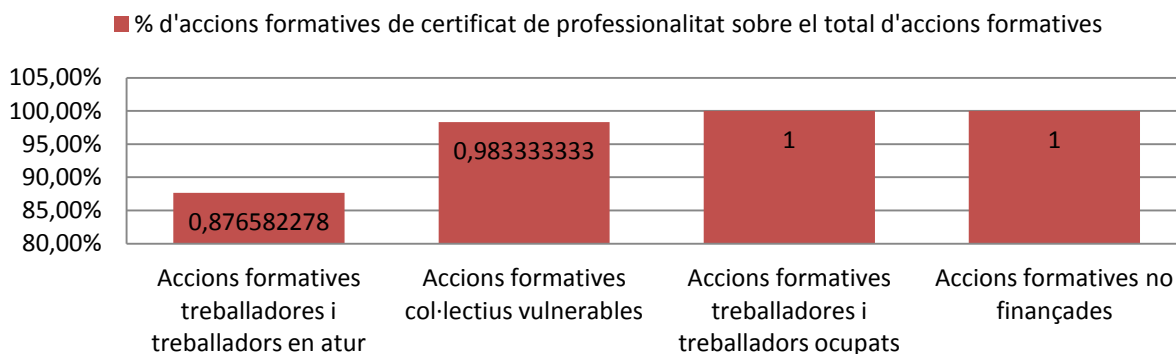 % d'accions formatives de certificat de professionalitat sobre el total d'accions formatives
105,00%
100,00%
95,00%
90,00%
85,00%
80,00%
0,876582278
0,983333333
1
1
Accions formatives
treballadores i
treballadors en atur
Accions formatives
col·lectius vulnerables
Accions formatives
treballadores i
treballadors ocupats
Accions formatives no
finançades